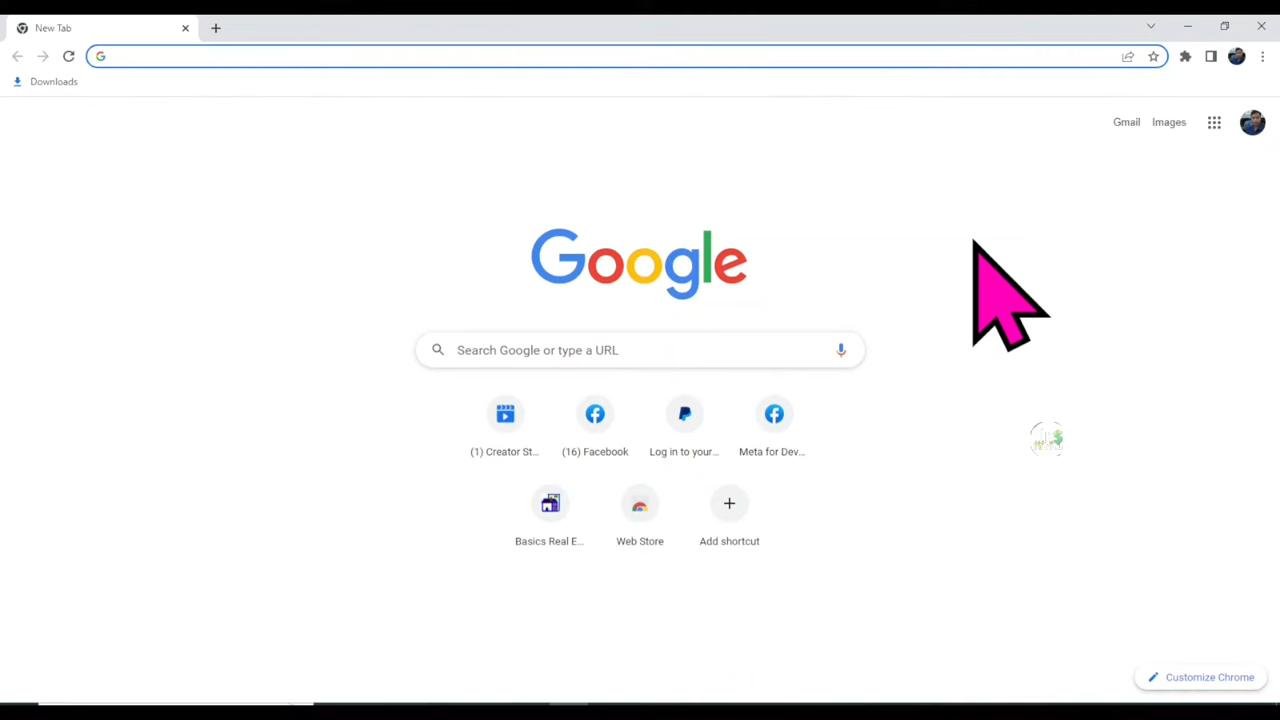 New Tab
Downloads
Gmail Images
Google
Search Google or type a URL
(1) Creator St... (16) Facebook Log in to your... Meta for Dev...
Basics Real E... Web Store Add shortcut
Customize Chrome